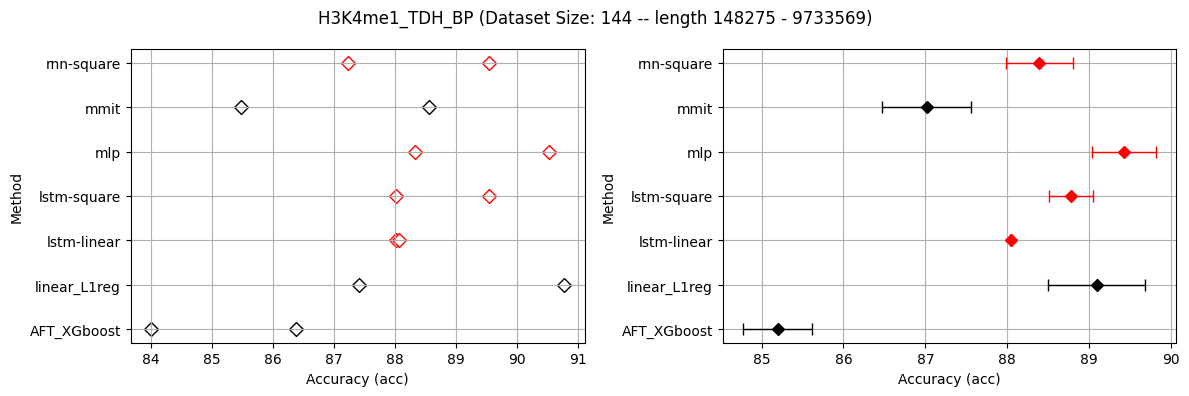 H3K4me1_TDH_BP (Dataset Size: 144 -- length 148275 - 9733569)
rnn-square
mmit
mlp
lstm-square
lstm-linear
linear_L1reg
AFT_XGboost
Method
84 85 86 87 88 89 90 91
Accuracy (acc)
rnn-square
mmit
mlp
lstm-square
lstm-linear
linear_L1reg
AFT_XGboost
Method
85 86 87 88 89 90
Accuracy (acc)